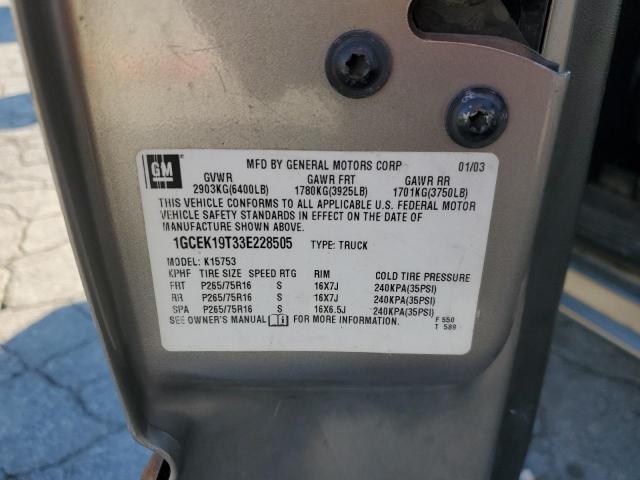 GM
MFD BY GENERAL MOTORS CORP 01/03
GVWR GAWR FRT GAWR RR
2903KG(6400LB) 1780KG(3925LB) 1701KG(3750LB)
THIS VEHICLE CONFORMS TO ALL APPLICABLE U.S. FEDERAL MOTOR
VEHICLE SAFETY STANDARDS IN EFFECT ON THE DATE OF
MANUFACTURE SHOWN ABOVE.
1GCEK19T33E228505 TYPE: TRUCK
MODEL: K15753
KPHF TIRE SIZE SPEED RTG RIM COLD TIRE PRESSURE
FRT P265/75R16 S 16X7J 240KPA(35PSI)
RR P265/75R16 S 16X7J 240KPA(35PSI)
SPA P265/75R16 S 16X6.5J 240KPA(35PSI)
SEE OWNER'S MANUAL i FOR MORE INFORMATION. F 550
T 589